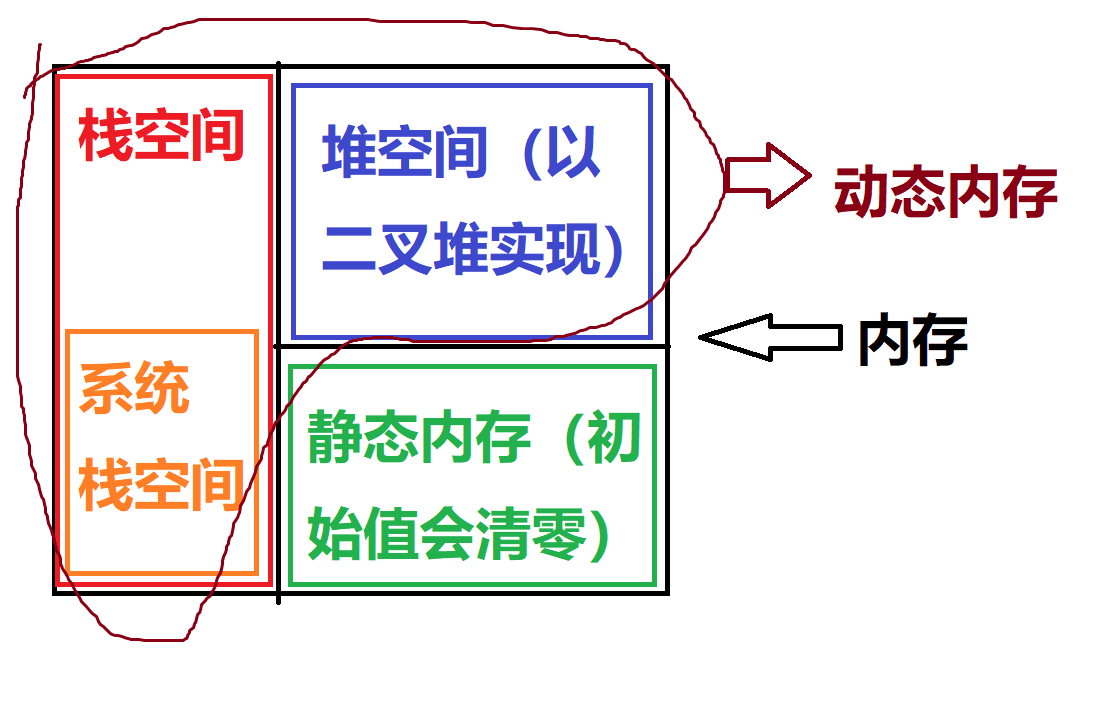 栈空间
系统
栈空间
堆空间（以
二叉堆实现）
静态内存（初
始值会清零）
动态内存
内存